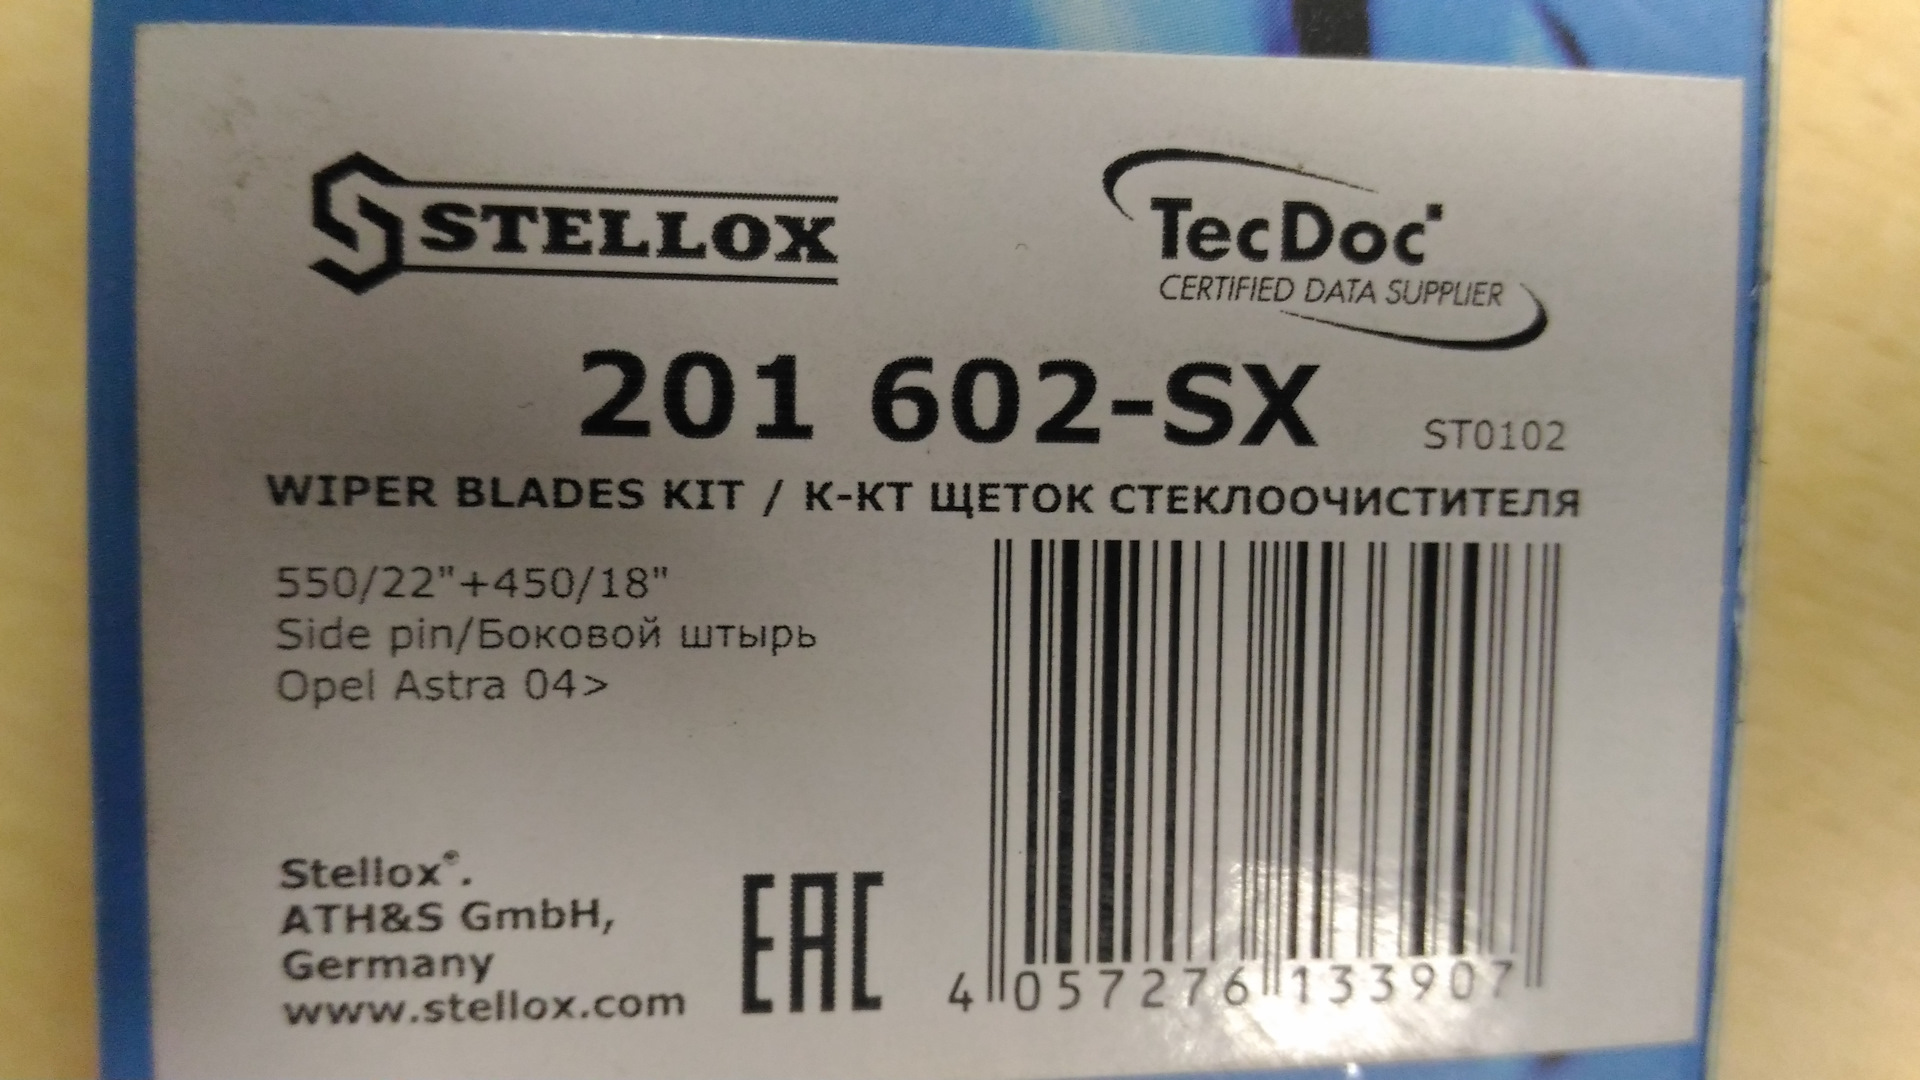 STELLOX
TecDoc
CERTIFIED DATA SUPPLIER
201 602-SX
ST0102
WIPER BLADES KIT / К-КТ ЩЕТОК СТЕКЛООЧИСТИТЕЛЯ
550/22"+450/18"
Side pin/Боковой штырь
Opel Astra 04>
Stellox®.
ATH&S GmbH,
Germany
www.stellox.com
EAC
4 057276 133907